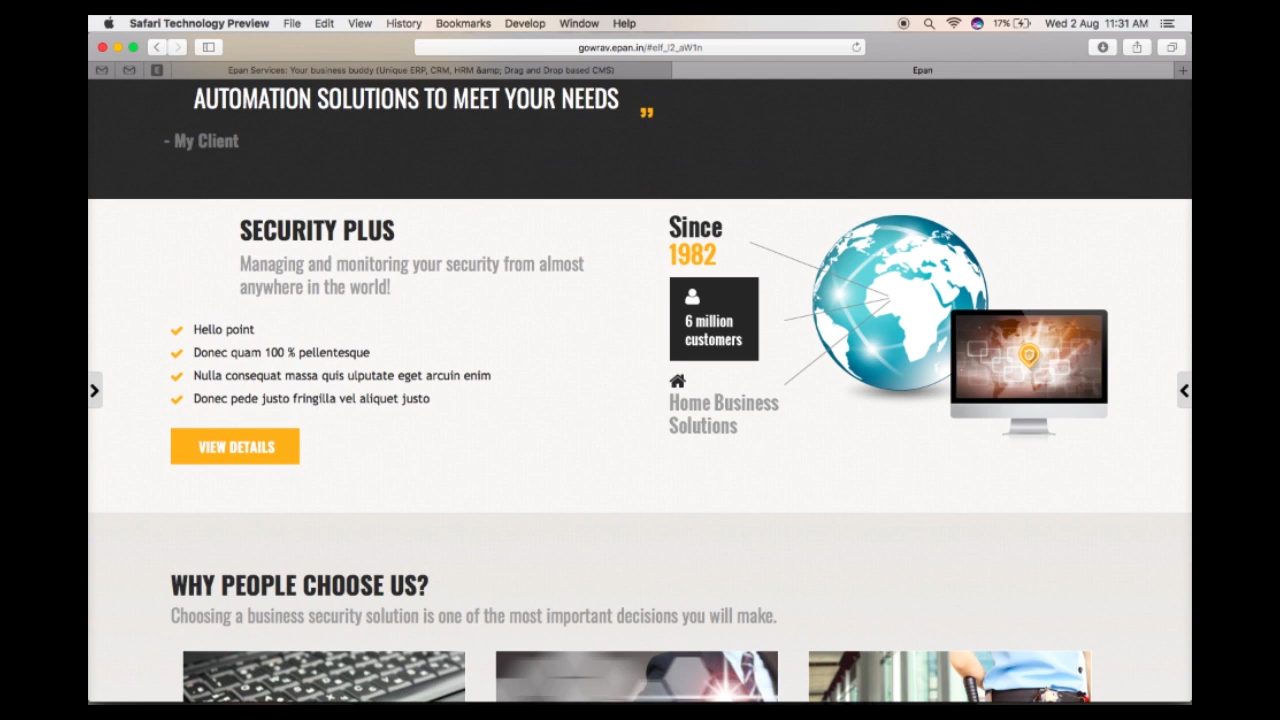 Safari Technology Preview File Edit View History Bookmarks Develop Window Help 17% Wed 2 Aug 11:31 AM
gowrav.epan.in/#elf_l2_aW1n
Epan Services: Your business buddy (Unique ERP, CRM, HRM &amp; Drag and Drop based CMS) Epan
AUTOMATION SOLUTIONS TO MEET YOUR NEEDS ”
- My Client
SECURITY PLUS
Managing and monitoring your security from almost
anywhere in the world!
Hello point
Donec quam 100 % pellentesque
Nulla consequat massa quis ulputate eget arcuin enim
Donec pede justo fringilla vel aliquet justo
VIEW DETAILS
Since
1982
6 million
customers
Home Business
Solutions
WHY PEOPLE CHOOSE US?
Choosing a business security solution is one of the most important decisions you will make.